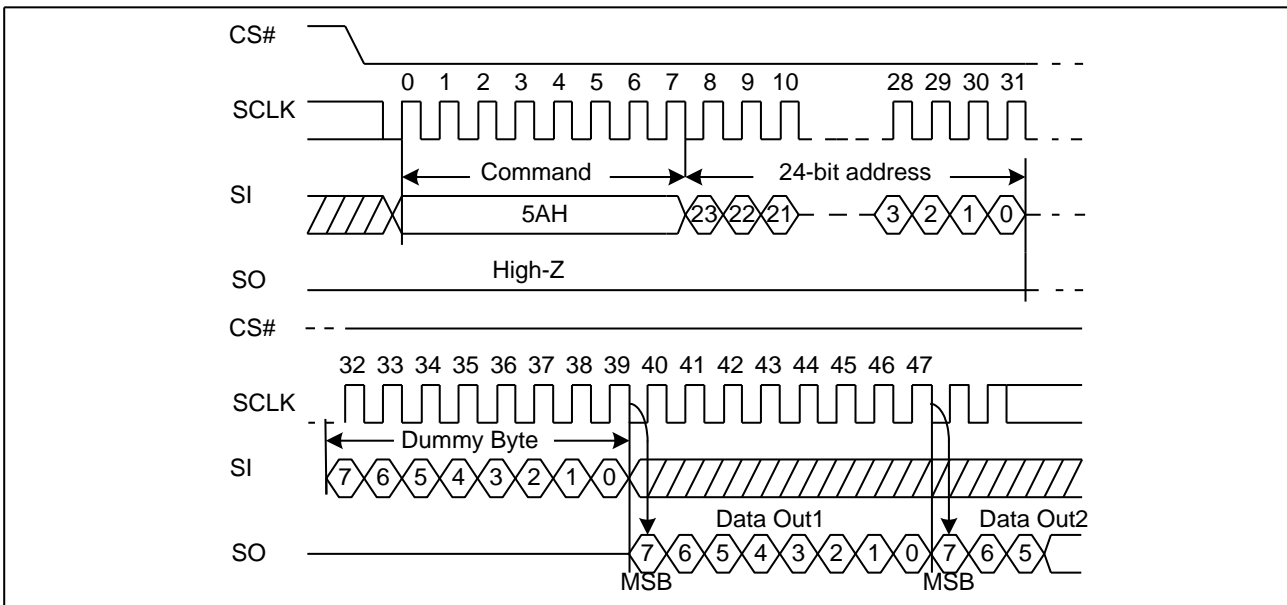 CS#
0 1 2 3 4 5 6 7 8 9 10 28 29 30 31
SCLK
Command 24-bit address
SI
5AH 23 22 21 3 2 1 0
High-Z
SO
CS#
32 33 34 35 36 37 38 39 40 41 42 43 44 45 46 47
SCLK
Dummy Byte
SI
7 6 5 4 3 2 1 0
Data Out1 Data Out2
SO
7 6 5 4 3 2 1 0 7 6 5
MSB MSB